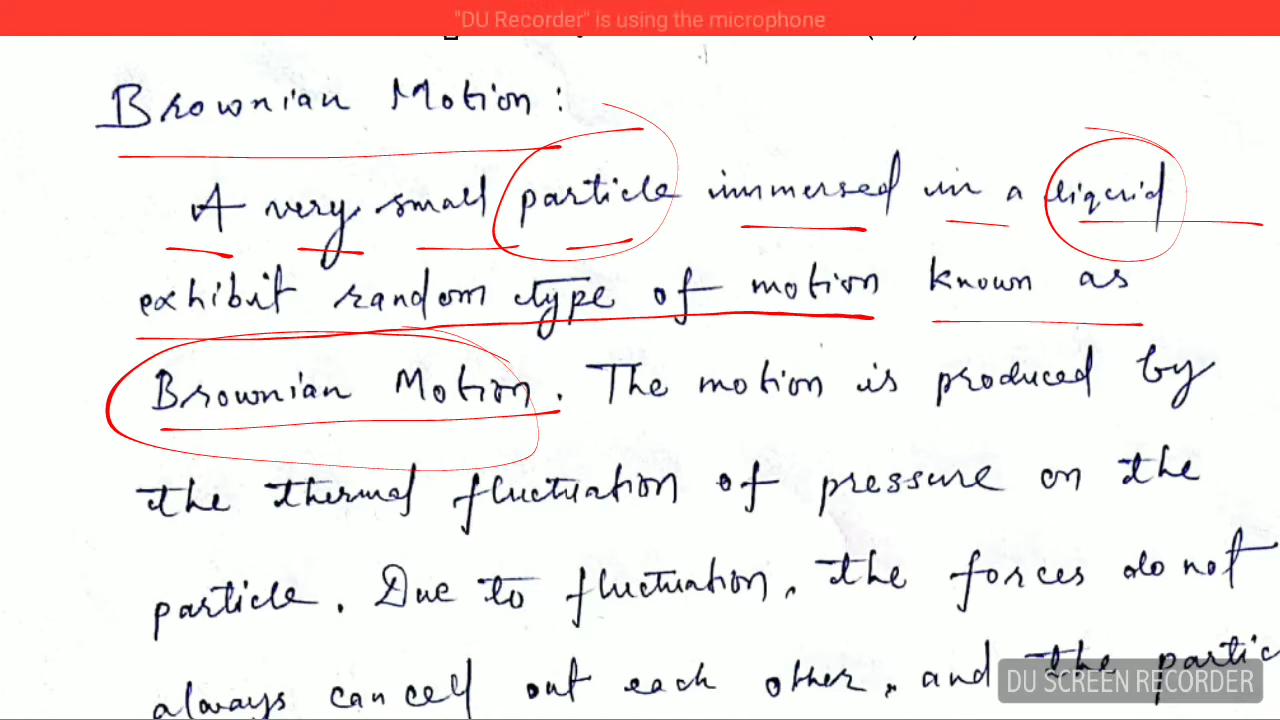 "DU Recorder" is using the microphone
Brownian Motion :
A very small particle immersed in a liquid
exhibit random type of motion known as
Brownian Motion. The motion is produced by
the thermal fluctuation of pressure on the
particle. Due to fluctuation, the forces do not
always cancel out each other, and the partic
DU SCREEN RECORDER